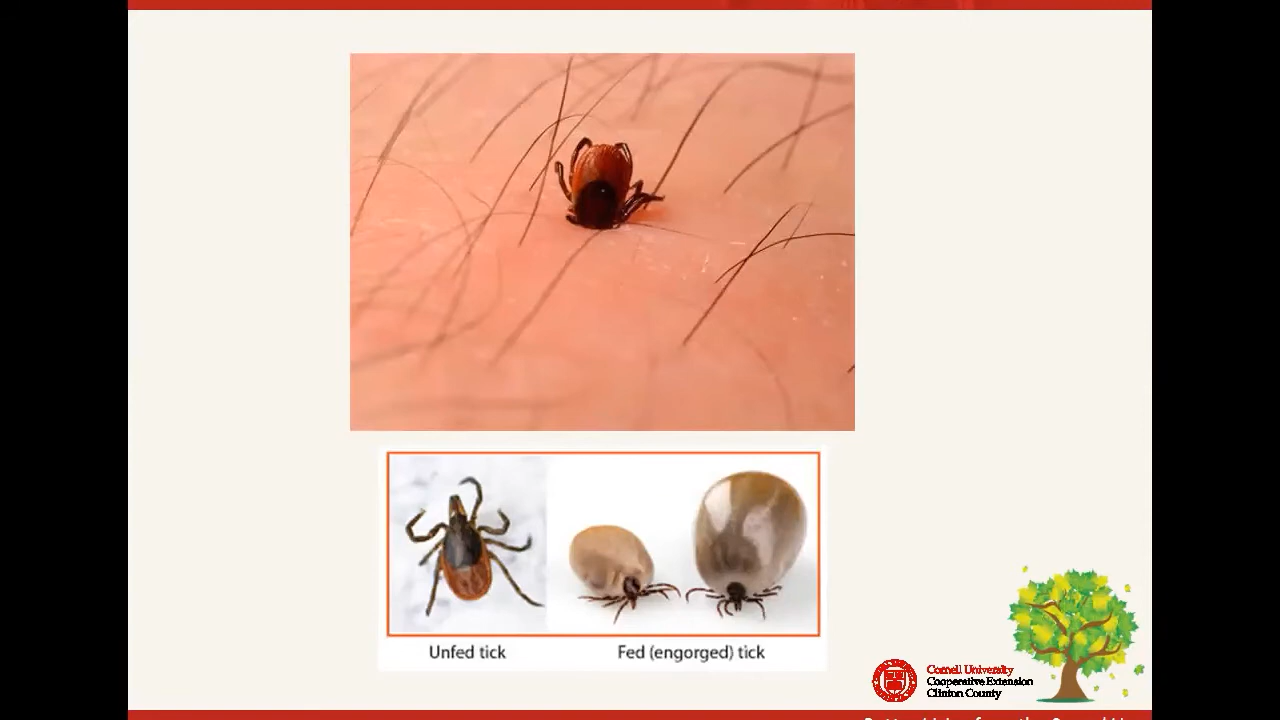 Unfed tick
Fed (engorged) tick
Cornell University
Cooperative Extension
Clinton County